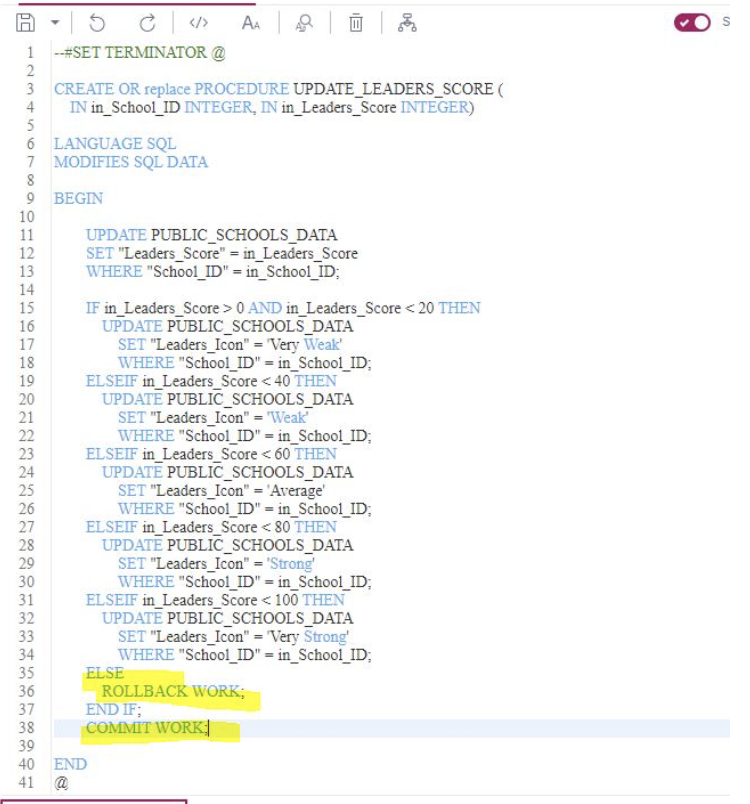 S
1 --#SET TERMINATOR @
2
3 CREATE OR replace PROCEDURE UPDATE_LEADERS_SCORE (
4 IN in_School_ID INTEGER, IN in_Leaders_Score INTEGER)
5
6 LANGUAGE SQL
7 MODIFIES SQL DATA
8
9 BEGIN
10
11 UPDATE PUBLIC_SCHOOLS_DATA
12 SET "Leaders_Score" = in_Leaders_Score
13 WHERE "School_ID" = in_School_ID;
14
15 IF in_Leaders_Score > 0 AND in_Leaders_Score < 20 THEN
16 UPDATE PUBLIC_SCHOOLS_DATA
17 SET "Leaders_Icon" = 'Very Weak'
18 WHERE "School_ID" = in_School_ID;
19 ELSEIF in_Leaders_Score < 40 THEN
20 UPDATE PUBLIC_SCHOOLS_DATA
21 SET "Leaders_Icon" = 'Weak'
22 WHERE "School_ID" = in_School_ID;
23 ELSEIF in_Leaders_Score < 60 THEN
24 UPDATE PUBLIC_SCHOOLS_DATA
25 SET "Leaders_Icon" = 'Average'
26 WHERE "School_ID" = in_School_ID;
27 ELSEIF in_Leaders_Score < 80 THEN
28 UPDATE PUBLIC_SCHOOLS_DATA
29 SET "Leaders_Icon" = 'Strong'
30 WHERE "School_ID" = in_School_ID;
31 ELSEIF in_Leaders_Score < 100 THEN
32 UPDATE PUBLIC_SCHOOLS_DATA
33 SET "Leaders_Icon" = 'Very Strong'
34 WHERE "School_ID" = in_School_ID;
35 ELSE
36 ROLLBACK WORK;
37 END IF;
38 COMMIT WORK;
39
40 END
41 @